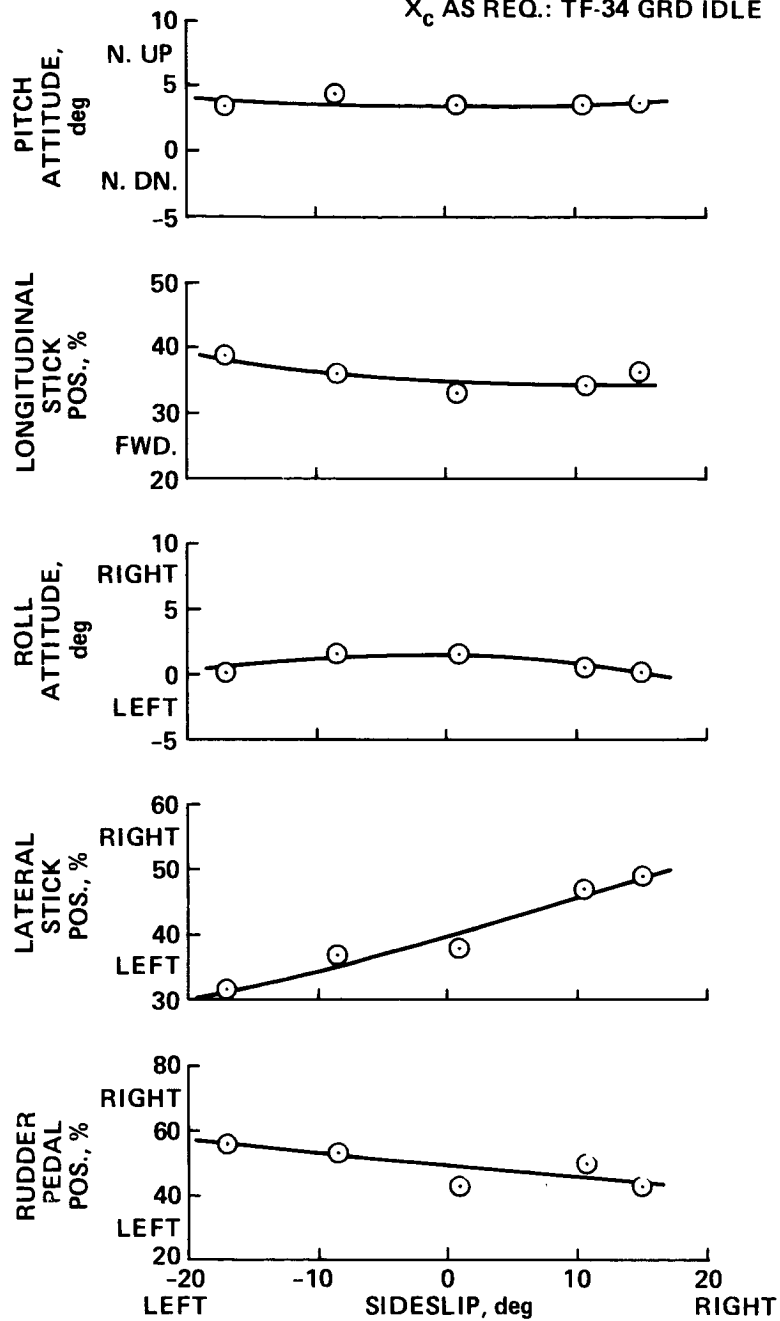 X_c AS REQ.: TF-34 GRD IDLE
PITCH ATTITUDE, deg
10
N. UP
5
0
N. DN.
-5
LONGITUDINAL STICK POS., %
50
40
30
FWD.
20
ROLL ATTITUDE, deg
10
RIGHT
5
0
LEFT
-5
LATERAL STICK POS., %
60
RIGHT
50
40
LEFT
30
RUDDER PEDAL POS., %
80
RIGHT
60
40
LEFT
20
-20 -10 0 10 20
LEFT SIDESLIP, deg RIGHT